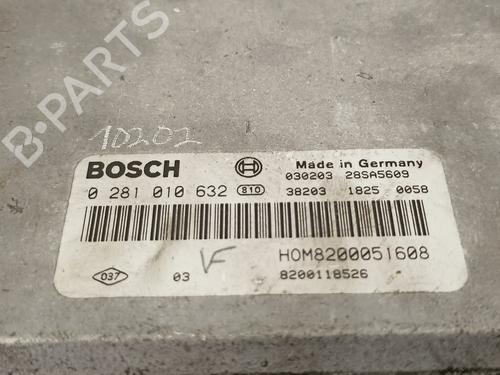 B-PARTS
10202
BOSCH
Made in Germany
030203 28SA5609
0 281 010 632 810
38203 1825 0058
HOM8200051608
037 03 VF
8200118526